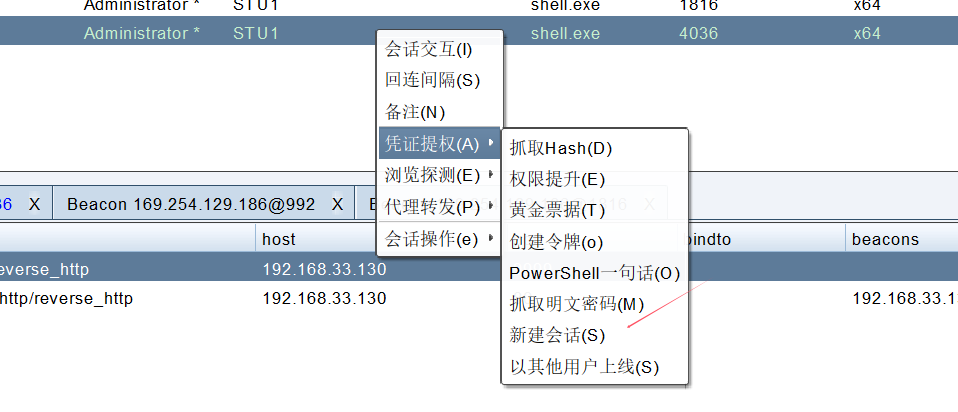 Administrator * STU1 shell.exe 1816 x64
Administrator * STU1 shell.exe 4036 x64
会话交互(I)
回连间隔(S)
备注(N)
凭证提权(A)
浏览探测(E)
代理转发(P)
会话操作(e)
抓取Hash(D)
权限提升(E)
黄金票据(T)
创建令牌(o)
PowerShell一句话(O)
抓取明文密码(M)
新建会话(S)
以其他用户上线(S)
X Beacon 169.254.129.186@992 X
X
host bindto beacons
everse_http 192.168.33.130
http/reverse_http 192.168.33.130 192.168.33.1